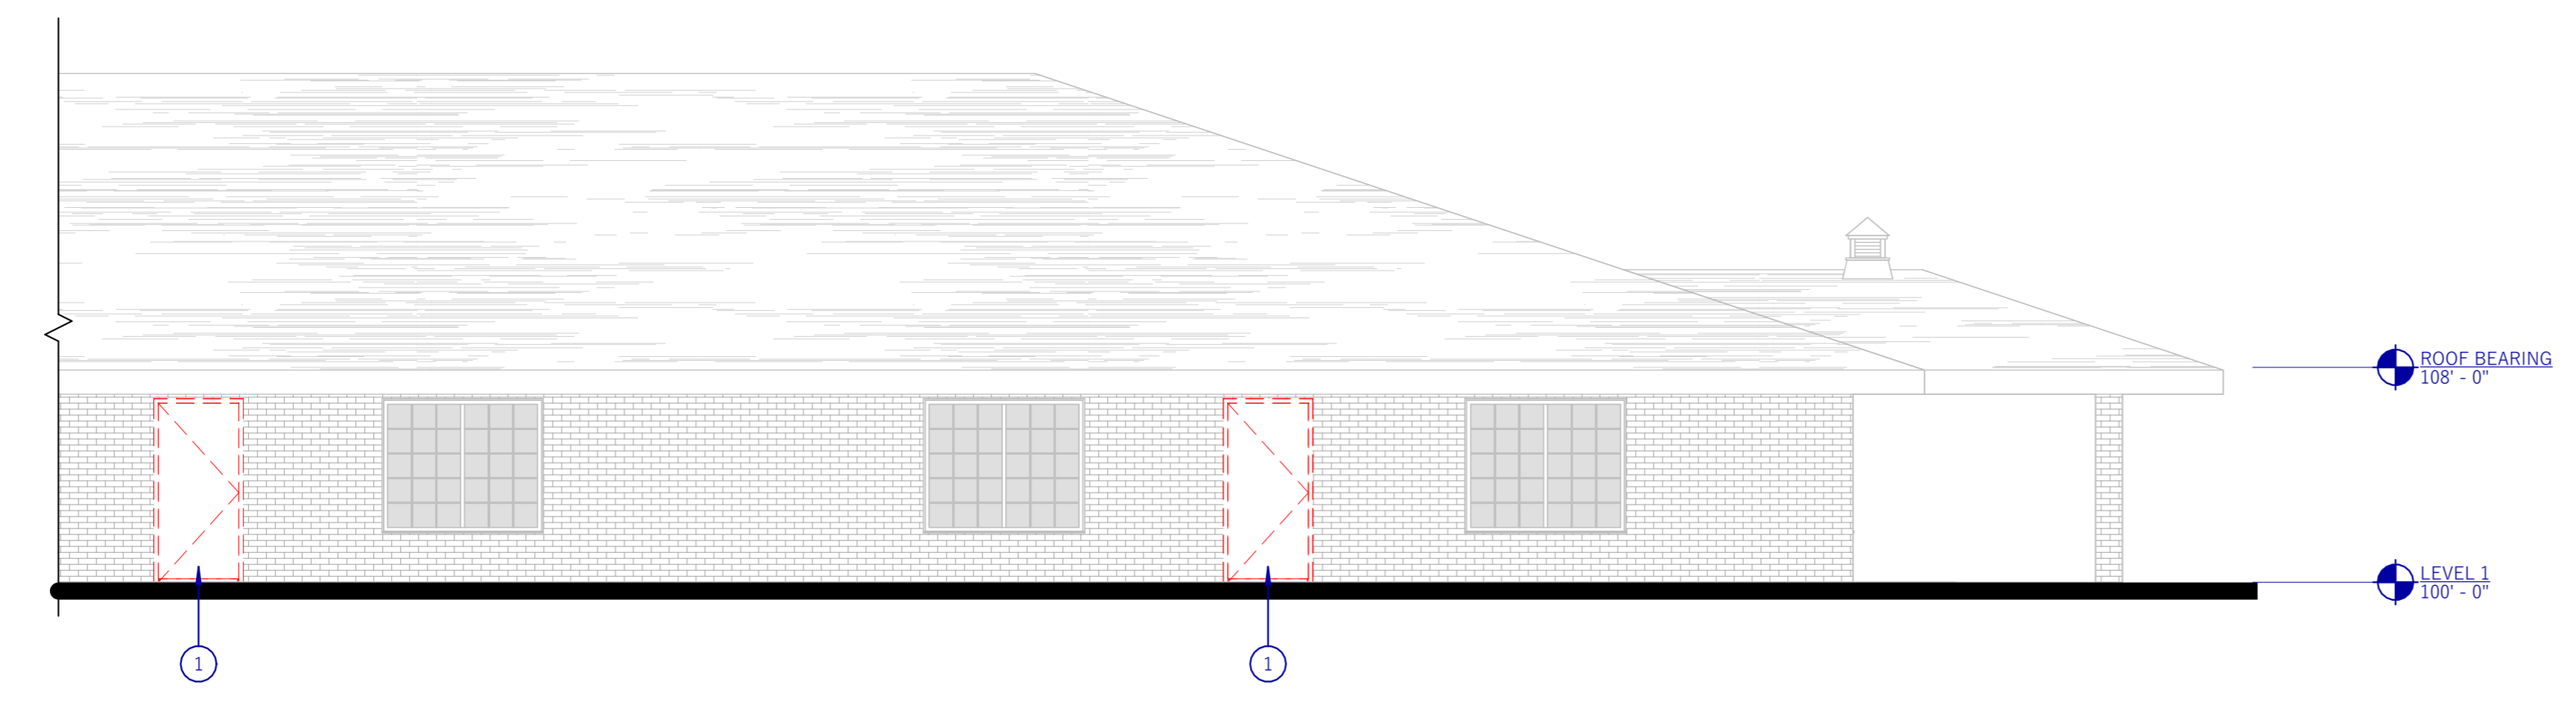 ROOF BEARING
108' - 0"
LEVEL 1
100' - 0"
1
1